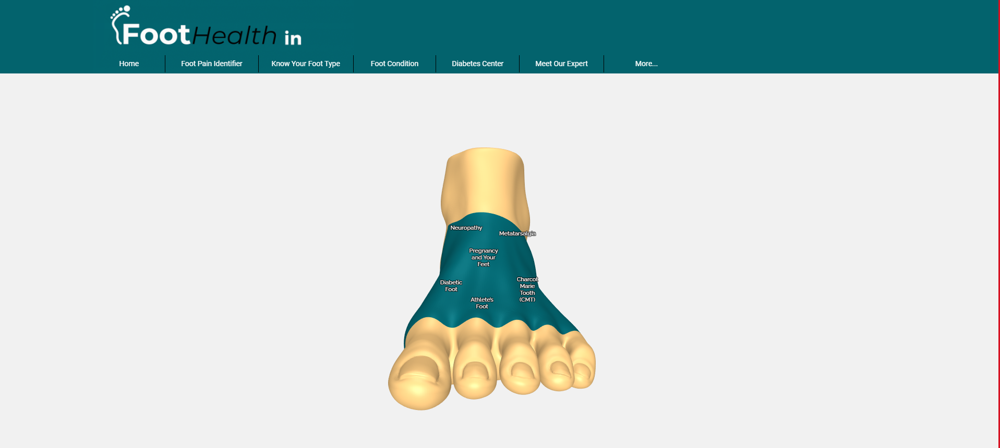 FootHealth in
Home
Foot Pain Identifier
Know Your Foot Type
Foot Condition
Diabetes Center
Meet Our Expert
More...
Neuropathy
Metatarsalgia
Pregnancy
and Your
Feet
Diabetic
Foot
Charcot
Marie
Tooth
(CMT)
Athlete's
Foot